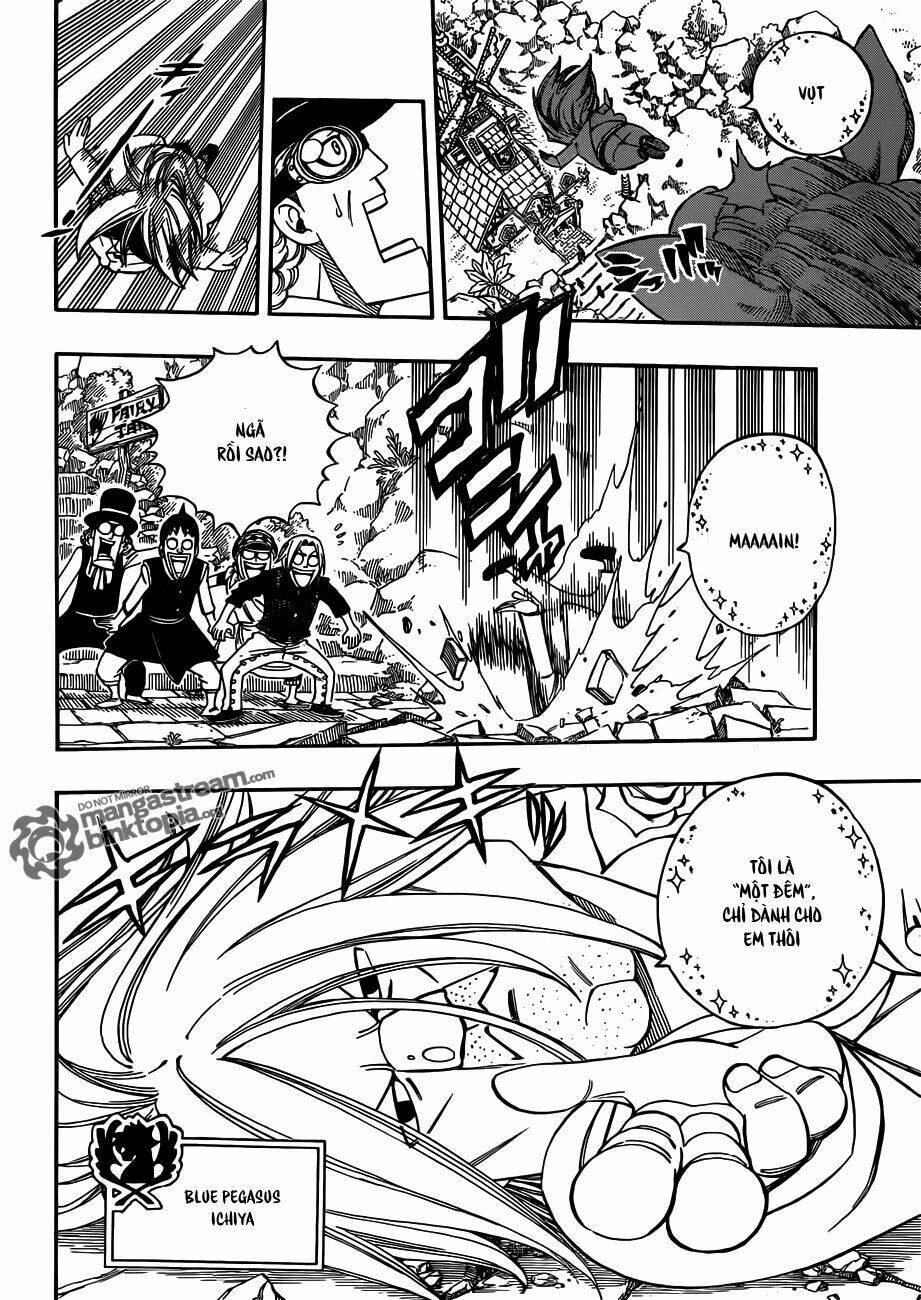 VỤT
FAIRY
TAI
NGÃ
RỒI SAO?!
MAAAAIN!
DO NOT MIRROR
mangastream.com
binktopia.org
TÔI LÀ
"MỘT ĐÊM",
CHỈ DÀNH CHO
EM THÔI
BLUE PEGASUS
ICHIYA